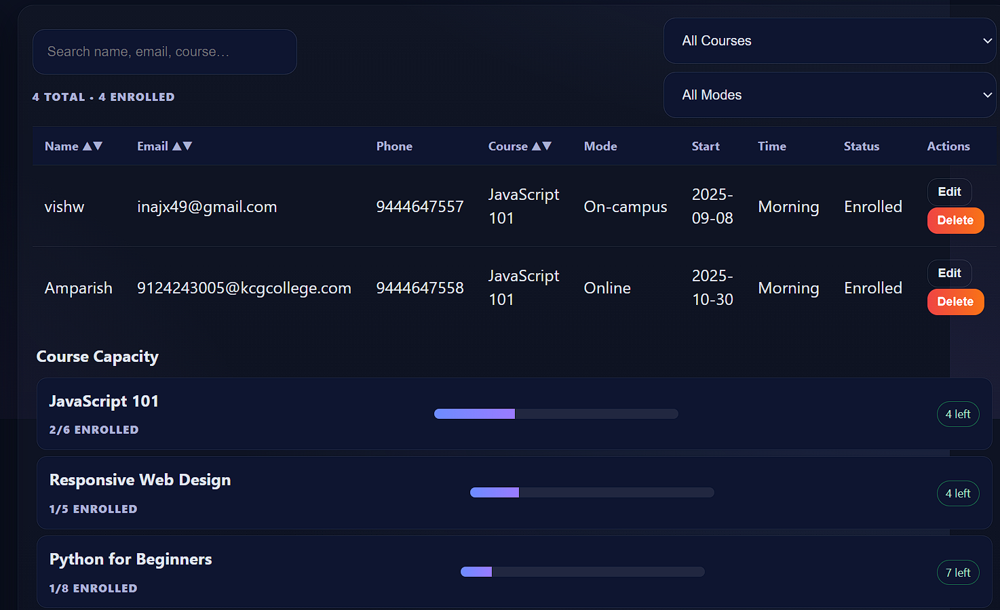 Search name, email, course…
All Courses
4 TOTAL • 4 ENROLLED
All Modes
Name ▲▼ Email ▲▼ Phone Course ▲▼ Mode Start Time Status Actions
vishw inajx49@gmail.com 9444647557 JavaScript 101 On-campus 2025-09-08 Morning Enrolled Edit Delete
Amparish 9124243005@kcgcollege.com 9444647558 JavaScript 101 Online 2025-10-30 Morning Enrolled Edit Delete
Course Capacity
JavaScript 101
2/6 ENROLLED
4 left
Responsive Web Design
1/5 ENROLLED
4 left
Python for Beginners
1/8 ENROLLED
7 left